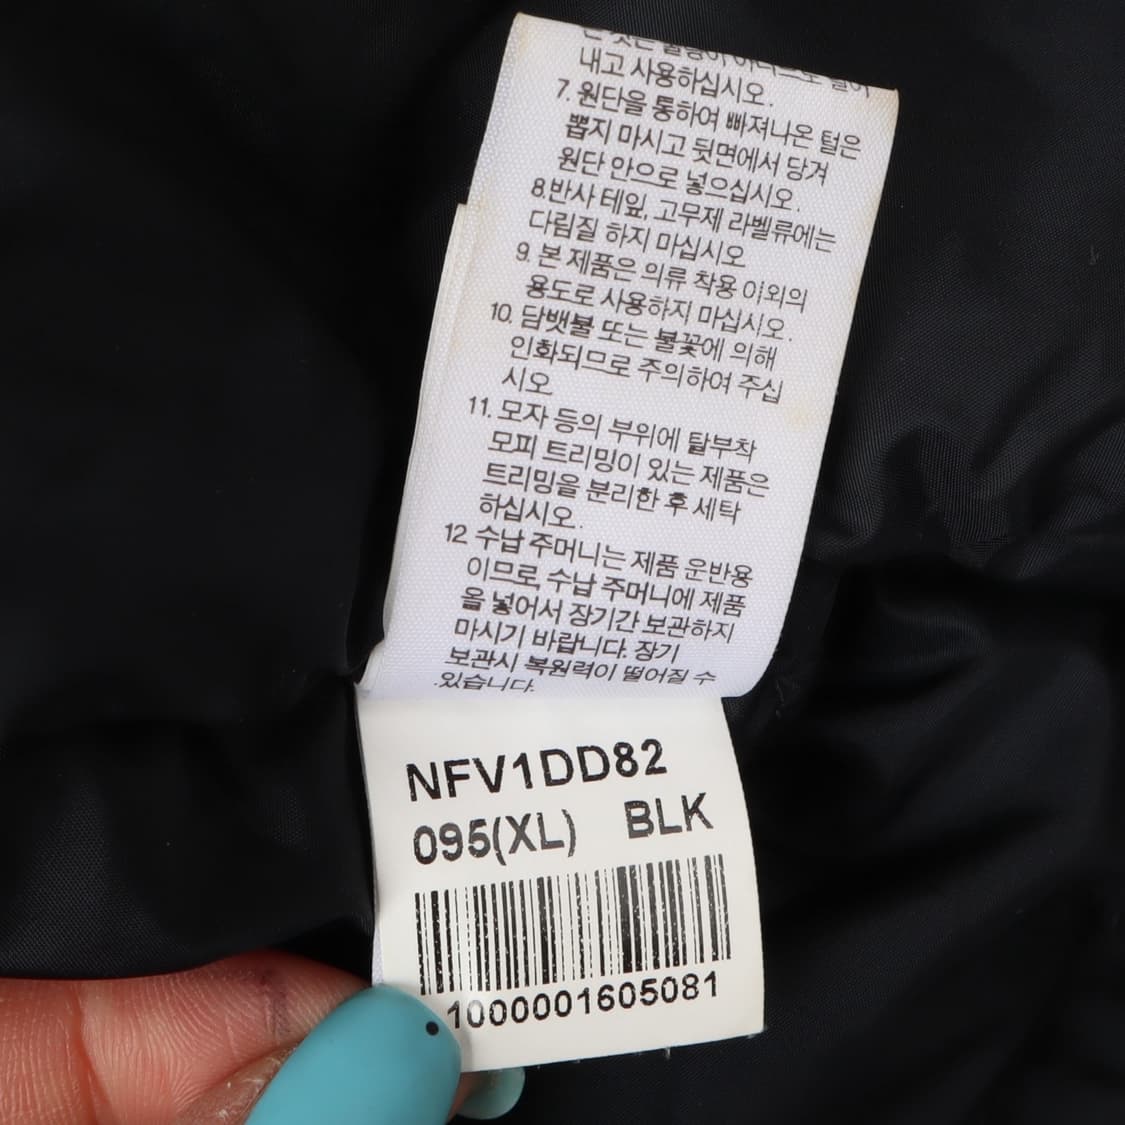 내고 사용하십시오.
7. 원단을 통하여 빠져나온 털은
뽑지 마시고 뒷면에서 당겨
원단 안으로 넣으십시오.
8.반사 테잎, 고무제 라벨류에는
다림질 하지 마십시오
9. 본 제품은 의류 착용 이외의
용도로 사용하지 마십시오.
10. 담뱃불 또는 불꽃에 의해
인화되므로 주의하여 주십
시오
11. 모자 등의 부위에 탈부착
모피 트리밍이 있는 제품은
트리밍을 분리한 후 세탁
하십시오.
12 수납 주머니는 제품 운반용
이므로, 수납 주머니에 제품
을 넣어서 장기간 보관하지
마시기 바랍니다. 장기
보관시 복원력이 떨어질 수
있습니다.
NFV1DD82
095(XL) BLK
1000001605081